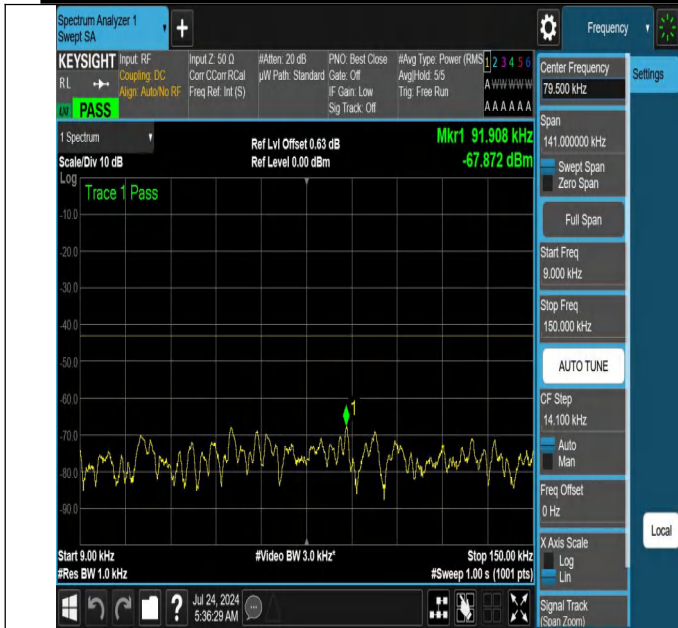 Spectrum Analyzer 1
Swept SA
+
Frequency
KEYSIGHT
RL
LXI
PASS
Input: RF
Coupling: DC
Align: Auto/No RF
Input Z: 50 Ω
Corr CCorr RCal
Freq Ref: Int (S)
#Atten: 20 dB
µW Path: Standard
PNO: Best Close
Gate: Off
IF Gain: Low
Sig Track: Off
#Avg Type: Power (RMS
Avg|Hold: 5/5
Trig: Free Run
1 2 3 4 5 6
A W W W W W
A A A A A A
1 Spectrum
Scale/Div 10 dB
Ref Lvl Offset 0.63 dB
Ref Level 0.00 dBm
Mkr1 91.908 kHz
-67.872 dBm
Log
Trace 1 Pass
-10.0
-20.0
-30.0
-40.0
-50.0
-60.0
-70.0
-80.0
-90.0
1
Start 9.00 kHz
#Res BW 1.0 kHz
#Video BW 3.0 kHz*
Stop 150.00 kHz
#Sweep 1.00 s (1001 pts)
Jul 24, 2024
5:36:29 AM
?
Center Frequency
79.500 kHz
Settings
Span
141.000000 kHz
Swept Span
Zero Span
Full Span
Start Freq
9.000 kHz
Stop Freq
150.000 kHz
AUTO TUNE
CF Step
14.100 kHz
Auto
Man
Freq Offset
0 Hz
X Axis Scale
Log
Lin
Local
Signal Track
(Span Zoom)